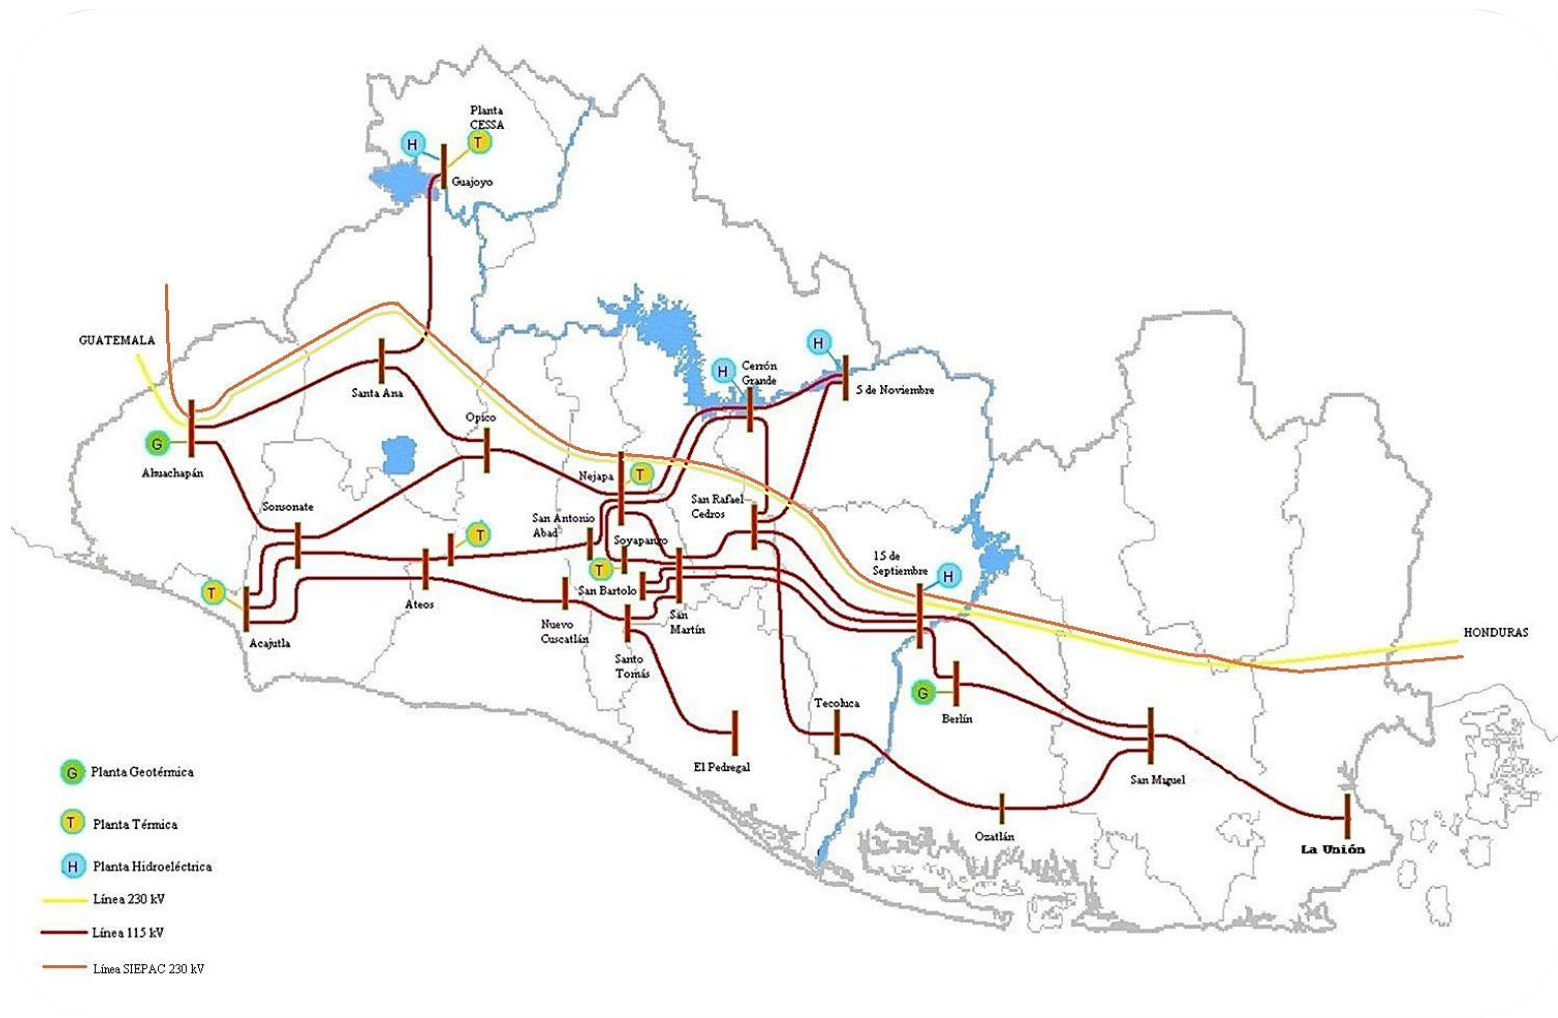 Planta
CESSA
H
T
Guajoyo
GUATEMALA
Santa Ana
H
H
Cerrón
Grande
5 de Noviembre
Opico
G
Ahuachapán
Nejapa
T
San Rafael
Cedros
Sonsonate
San Antonio
Abad
T
Soyapango
15 de
Septiembre
H
T
T
San Bartolo
Ateos
San
Martín
Acajutla
Nuevo
Cuscatlán
HONDURAS
Santo
Tomás
G
Berlín
Tecoluca
El Pedregal
San Miguel
Ozatlán
La Unión
G Planta Geotérmica
T Planta Térmica
H Planta Hidroeléctrica
Línea 230 kV
Línea 115 kV
Línea SIEPAC 230 kV